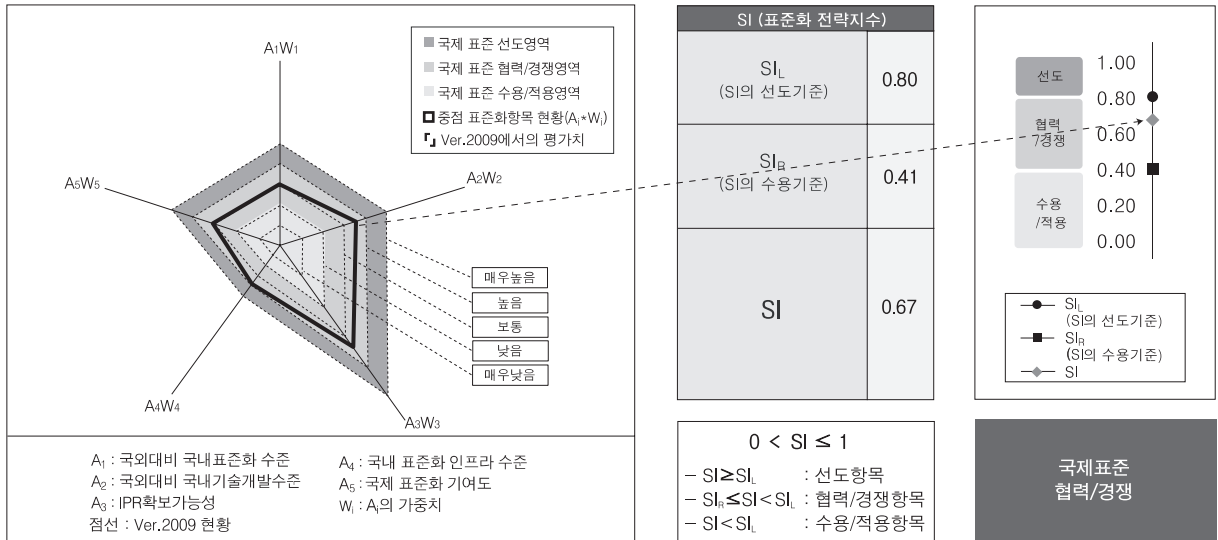 A₁W₁
A₂W₂
A₃W₃
A₄W₄
A₅W₅
국제 표준 선도영역
국제 표준 협력/경쟁영역
국제 표준 수용/적용영역
중점 표준화항목 현황(Aᵢ*Wᵢ)
「」 Ver.2009에서의 평가치
매우높음
높음
보통
낮음
매우낮음
A₁ : 국외대비 국내표준화 수준
A₂ : 국외대비 국내기술개발수준
A₃ : IPR확보가능성
점선 : Ver.2009 현황
A₄ : 국내 표준화 인프라 수준
A₅ : 국제 표준화 기여도
Wᵢ : Aᵢ의 가중치
SI (표준화 전략지수)
SI_L
(SI의 선도기준)
0.80
SI_R
(SI의 수용기준)
0.41
SI
0.67
0 < SI ≤ 1
– SI≥SI_L : 선도항목
– SI_R≤SI<SI_L : 협력/경쟁항목
– SI<SI_L : 수용/적용항목
선도
협력
/경쟁
수용
/적용
1.00
0.80
0.60
0.40
0.20
0.00
SI_L
(SI의 선도기준)
SI_R
(SI의 수용기준)
SI
국제표준
협력/경쟁